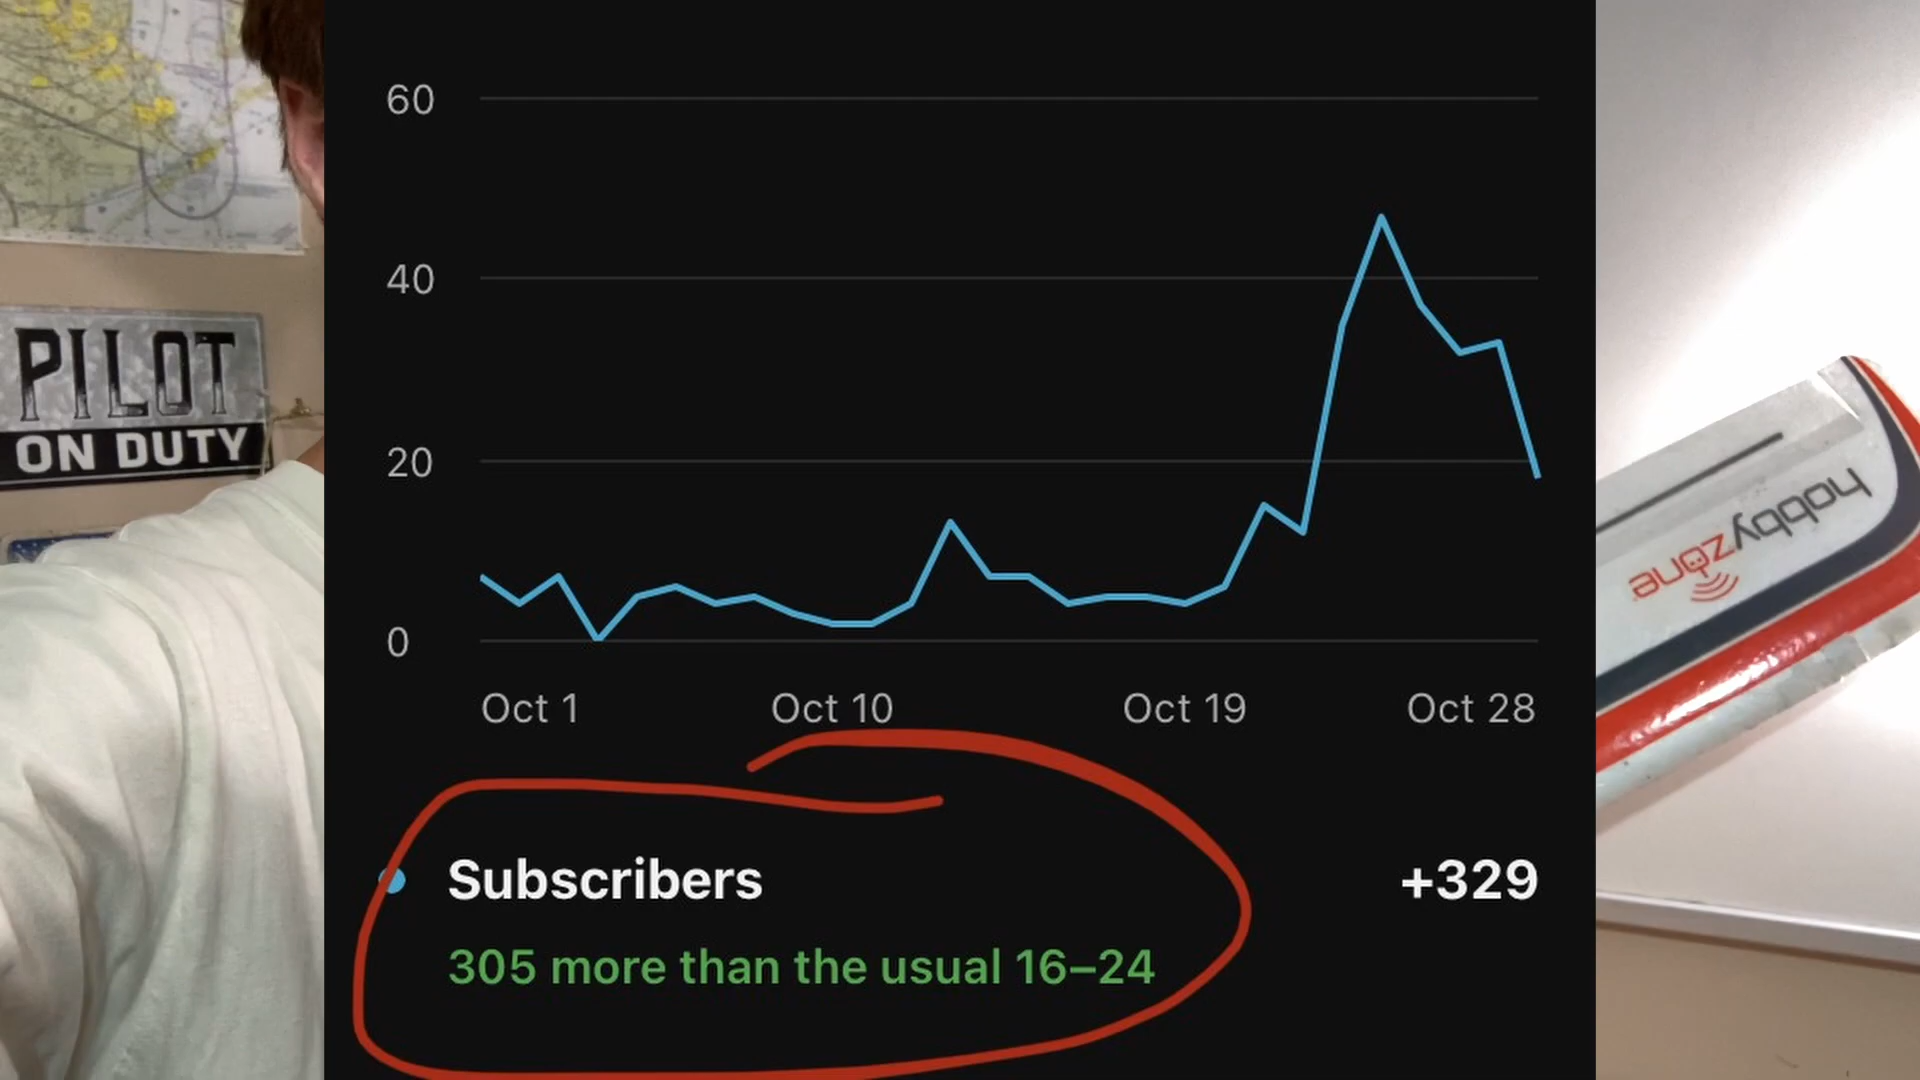 60
40
20
0
Oct 1
Oct 10
Oct 19
Oct 28
Subscribers
+329
305 more than the usual 16–24
PILOT
ON DUTY
hobbyzone